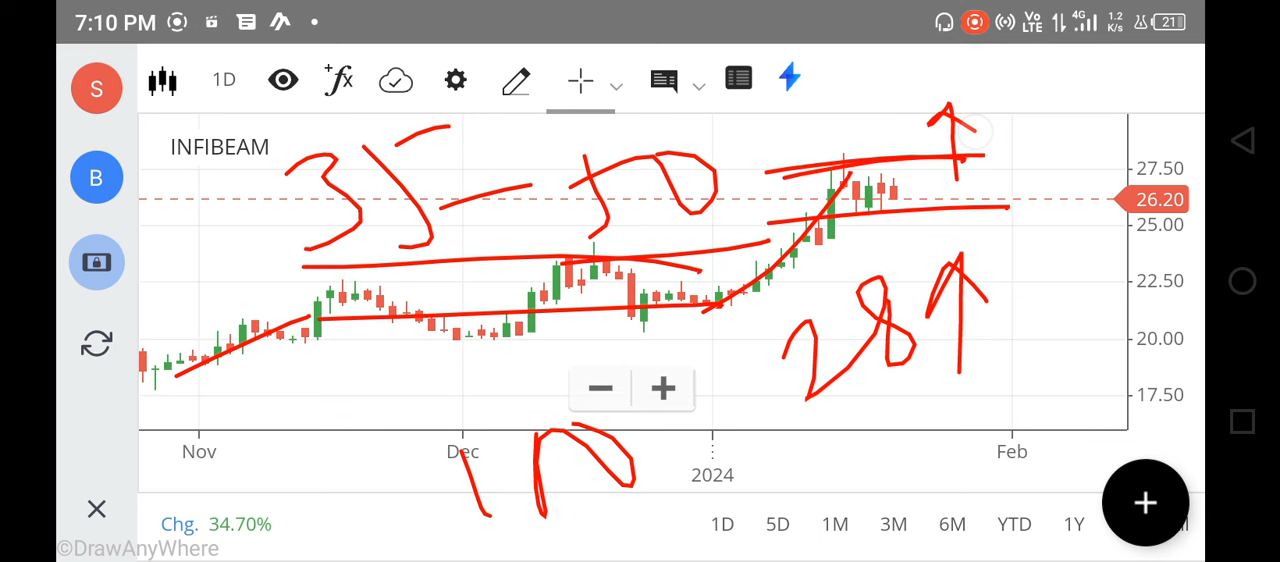 7:10 PM
Vo LTE 4G 1.2 K/s 21
S 1D +fx
INFIBEAM
35-50
27.50
B
26.20
25.00
22.50
28
20.00
17.50
Nov Dec 2024 Feb
Chg. 34.70% 1D 5D 1M 3M 6M YTD 1Y
©DrawAnyWhere